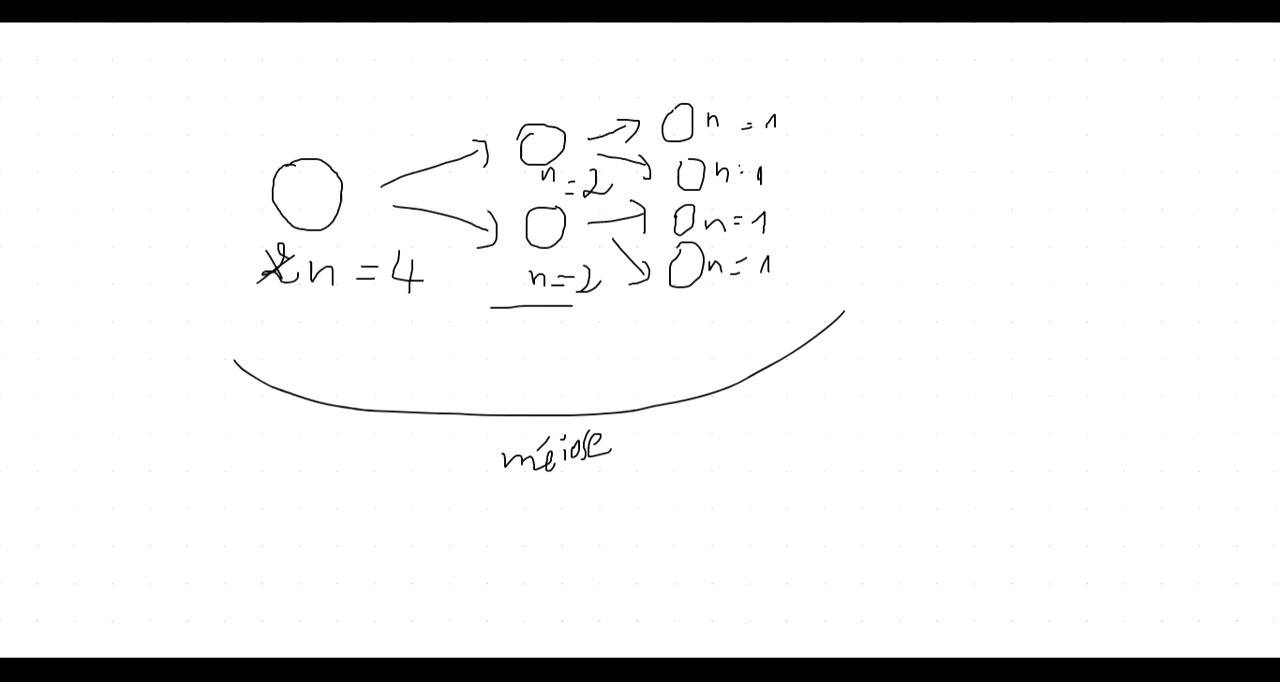 n = 1
n = 2
n : 1
n = 1
2n = 4
n = 2
n = 1
méiose